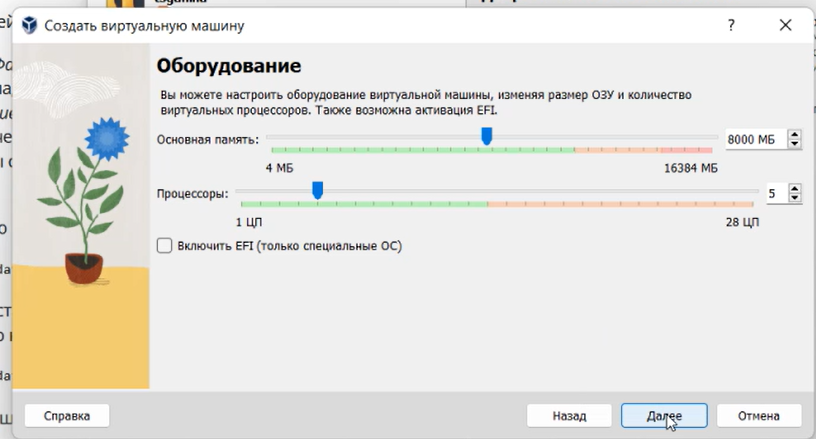 Создать виртуальную машину
?
Оборудование
Вы можете настроить оборудование виртуальной машины, изменяя размер ОЗУ и количество
виртуальных процессоров. Также возможна активация EFI.
Основная память: 8000 МБ
4 МБ 16384 МБ
Процессоры: 5
1 ЦП 28 ЦП
Включить EFI (только специальные ОС)
Справка Назад Далее Отмена